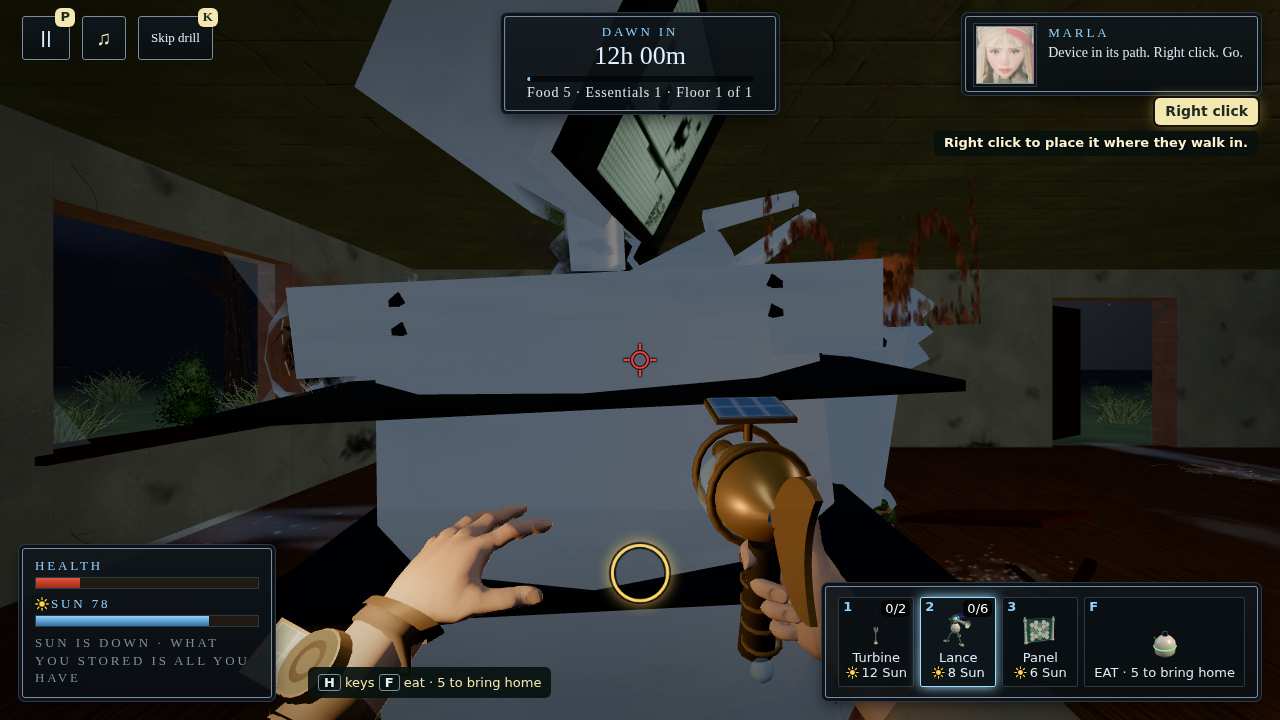 P
K
Skip drill
DAWN IN
12h 00m
Food 5 · Essentials 1 · Floor 1 of 1
MARLA
Device in its path. Right click. Go.
Right click
Right click to place it where they walk in.
HEALTH
SUN 78
SUN IS DOWN · WHAT
YOU STORED IS ALL YOU
HAVE
H keys F eat · 5 to bring home
1 0/2
Turbine
12 Sun
2 0/6
Lance
8 Sun
3
Panel
6 Sun
F
EAT · 5 to bring home